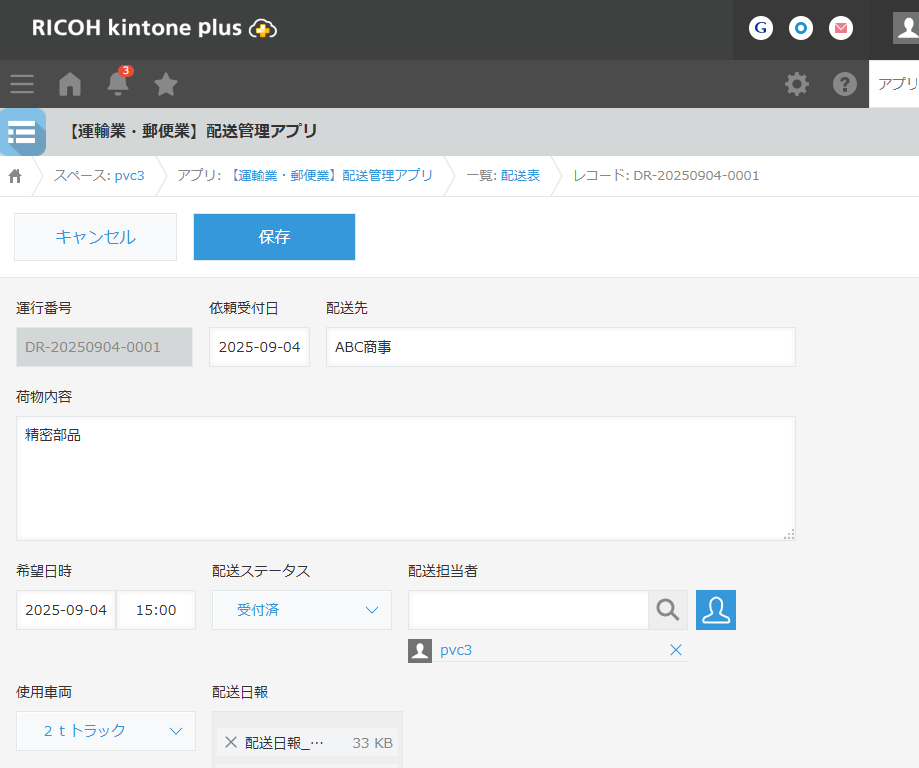 RICOH kintone plus
G
3
アプリ
【運輸業・郵便業】配送管理アプリ
スペース: pvc3
アプリ: 【運輸業・郵便業】配送管理アプリ
一覧: 配送表
レコード: DR-20250904-0001
キャンセル
保存
運行番号 依頼受付日 配送先
DR-20250904-0001 2025-09-04 ABC商事
荷物内容
精密部品
希望日時 配送ステータス 配送担当者
2025-09-04 15:00 受付済
pvc3
使用車両 配送日報
２ｔトラック
配送日報_… 33 KB